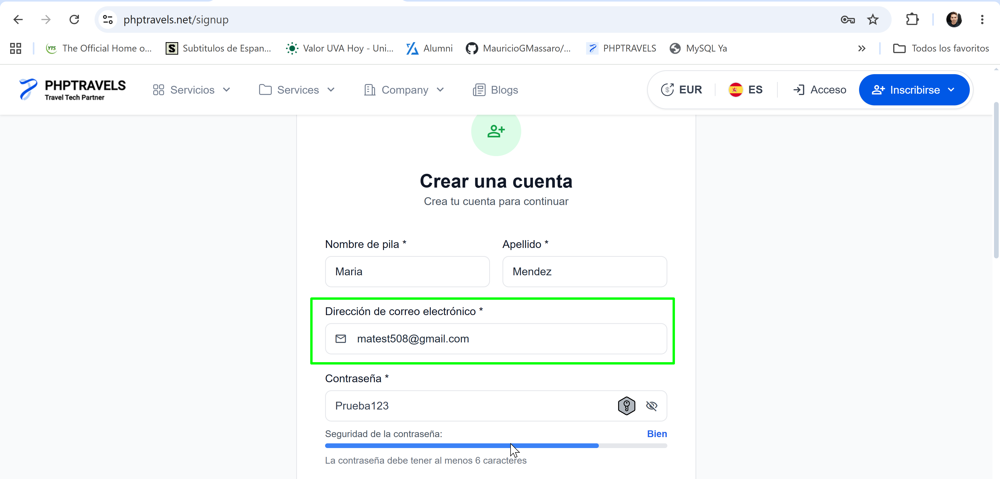 phptravels.net/signup
The Official Home o...
Subtitulos de Espan...
Valor UVA Hoy - Uni...
Alumni
MauricioGMassaro/...
PHPTRAVELS
MySQL Ya
Todos los favoritos
PHPTRAVELS
Travel Tech Partner
Servicios
Services
Company
Blogs
EUR
ES
Acceso
Inscribirse
Crear una cuenta
Crea tu cuenta para continuar
Nombre de pila *
Apellido *
Maria
Mendez
Dirección de correo electrónico *
matest508@gmail.com
Contraseña *
Prueba123
Seguridad de la contraseña:
Bien
La contraseña debe tener al menos 6 caracteres